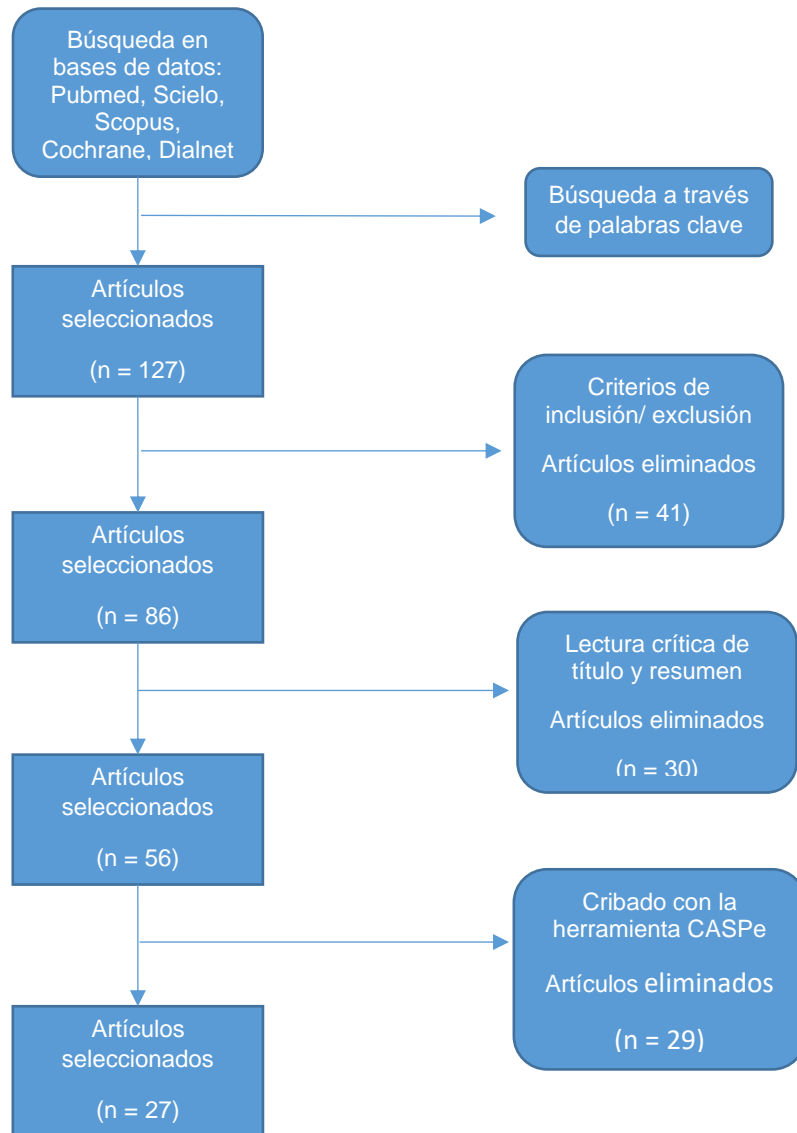 Búsqueda en
bases de datos:
Pubmed, Scielo,
Scopus,
Cochrane, Dialnet
Búsqueda a través
de palabras clave
Artículos
seleccionados
(n = 127)
Criterios de
inclusión/ exclusión
Artículos eliminados
(n = 41)
Artículos
seleccionados
(n = 86)
Lectura crítica de
título y resumen
Artículos eliminados
(n = 30)
Artículos
seleccionados
(n = 56)
Cribado con la
herramienta CASPe
Artículos eliminados
(n = 29)
Artículos
seleccionados
(n = 27)